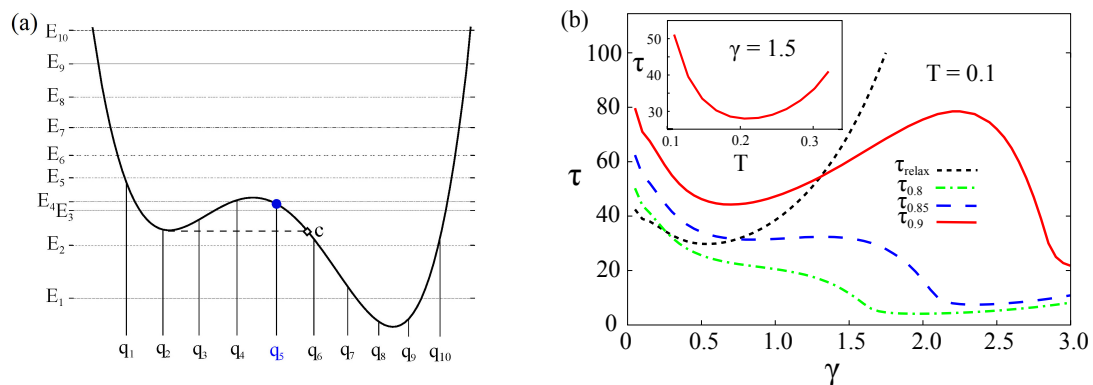 (a)
E₁₀
E₉
E₈
E₇
E₆
E₅
E₄E₃
E₂
E₁
c
q₁ q₂ q₃ q₄ q₅ q₆ q₇ q₈ q₉ q₁₀
(b)
100
80
60
40
20
0
τ
0 0.5 1.0 1.5 2.0 2.5 3.0
γ
T = 0.1
τrelax
τ0.8
τ0.85
τ0.9
γ = 1.5
50
40
30
τ
0.1 0.2 0.3
T